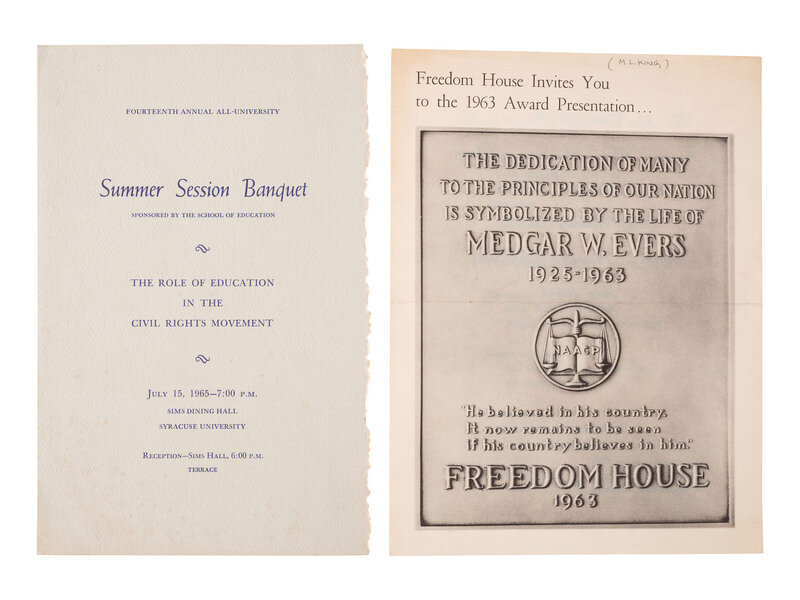 FOURTEENTH ANNUAL ALL-UNIVERSITY
Summer Session Banquet
SPONSORED BY THE SCHOOL OF EDUCATION
THE ROLE OF EDUCATION
IN THE
CIVIL RIGHTS MOVEMENT
JULY 15, 1965—7:00 P.M.
SIMS DINING HALL
SYRACUSE UNIVERSITY
RECEPTION—SIMS HALL, 6:00 P.M.
TERRACE
(M.L.KING,)
Freedom House Invites You
to the 1963 Award Presentation...
THE DEDICATION OF MANY
TO THE PRINCIPLES OF OUR NATION
IS SYMBOLIZED BY THE LIFE OF
MEDGAR W. EVERS
1925-1963
NAACP
"He believed in his country.
It now remains to be seen
if his country believes in him."
FREEDOM HOUSE
1963